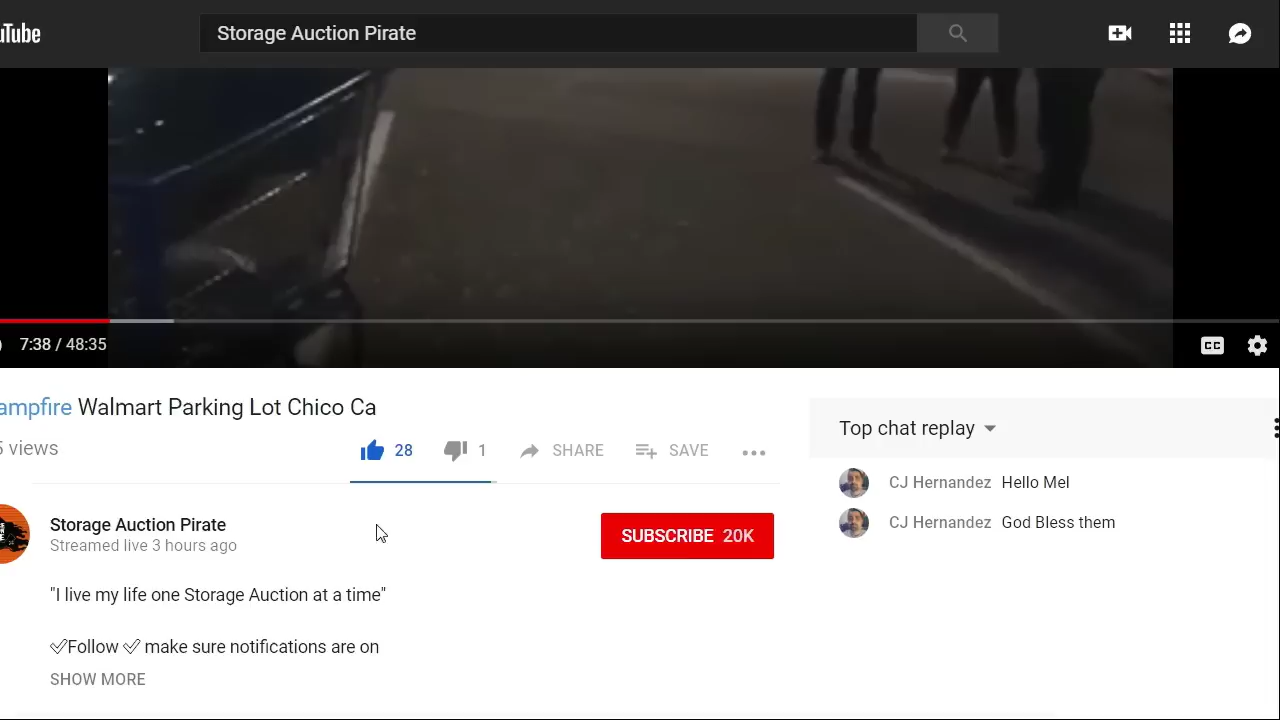 uTube
Storage Auction Pirate
7:38 / 48:35
CC
ampfire Walmart Parking Lot Chico Ca
5 views
28
1
SHARE
SAVE
Top chat replay
CJ Hernandez Hello Mel
CJ Hernandez God Bless them
Storage Auction Pirate
Streamed live 3 hours ago
SUBSCRIBE 20K
"I live my life one Storage Auction at a time"
✅Follow ✅ make sure notifications are on
SHOW MORE